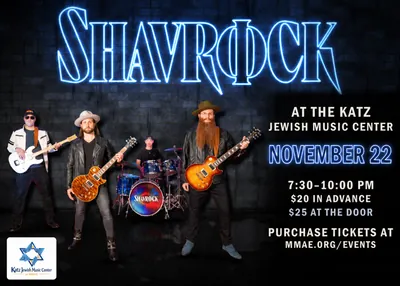 SHAVROCK
AT THE KATZ
JEWISH MUSIC CENTER
NOVEMBER 22
7:30–10:00 PM
$20 IN ADVANCE
$25 AT THE DOOR
PURCHASE TICKETS AT
MMAE.ORG/EVENTS
SHAVROCK
Katz Jewish Music Center